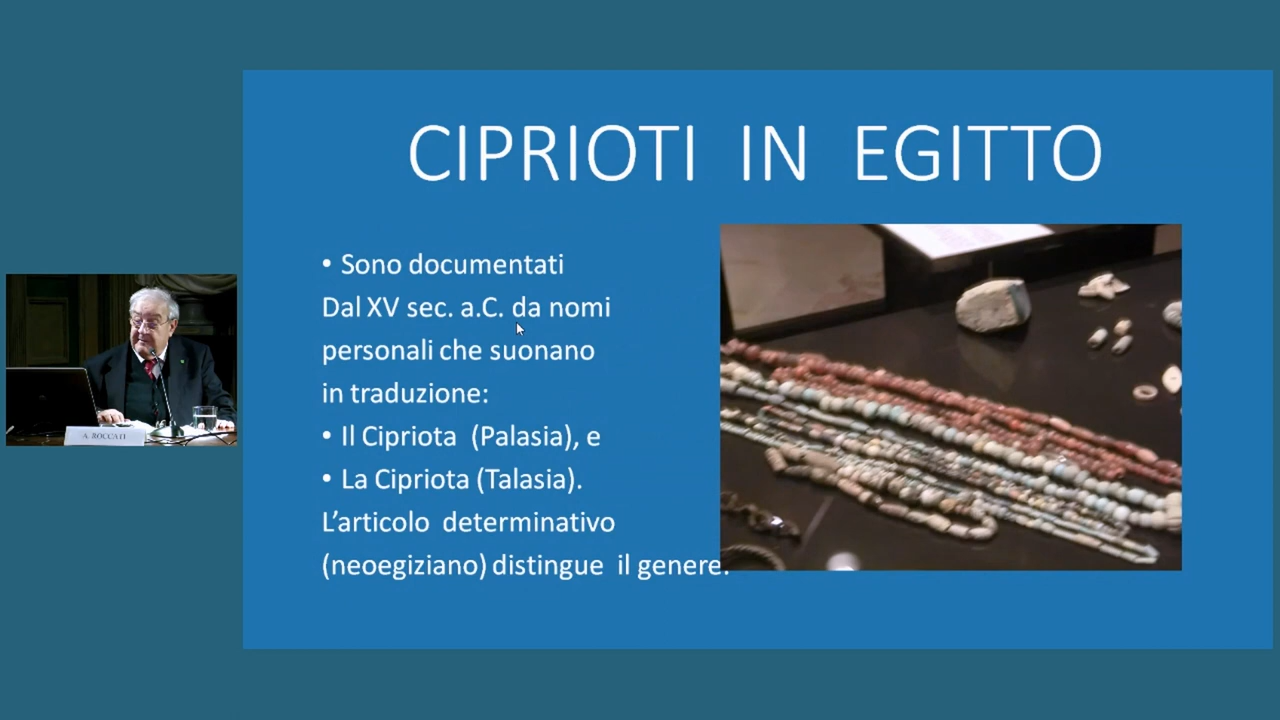 CIPRIOTI IN EGITTO
• Sono documentati
Dal XV sec. a.C. da nomi
personali che suonano
in traduzione:
• Il Cipriota (Palasia), e
• La Cipriota (Talasia).
L’articolo determinativo
(neoegiziano) distingue il genere.
A. ROCCATI